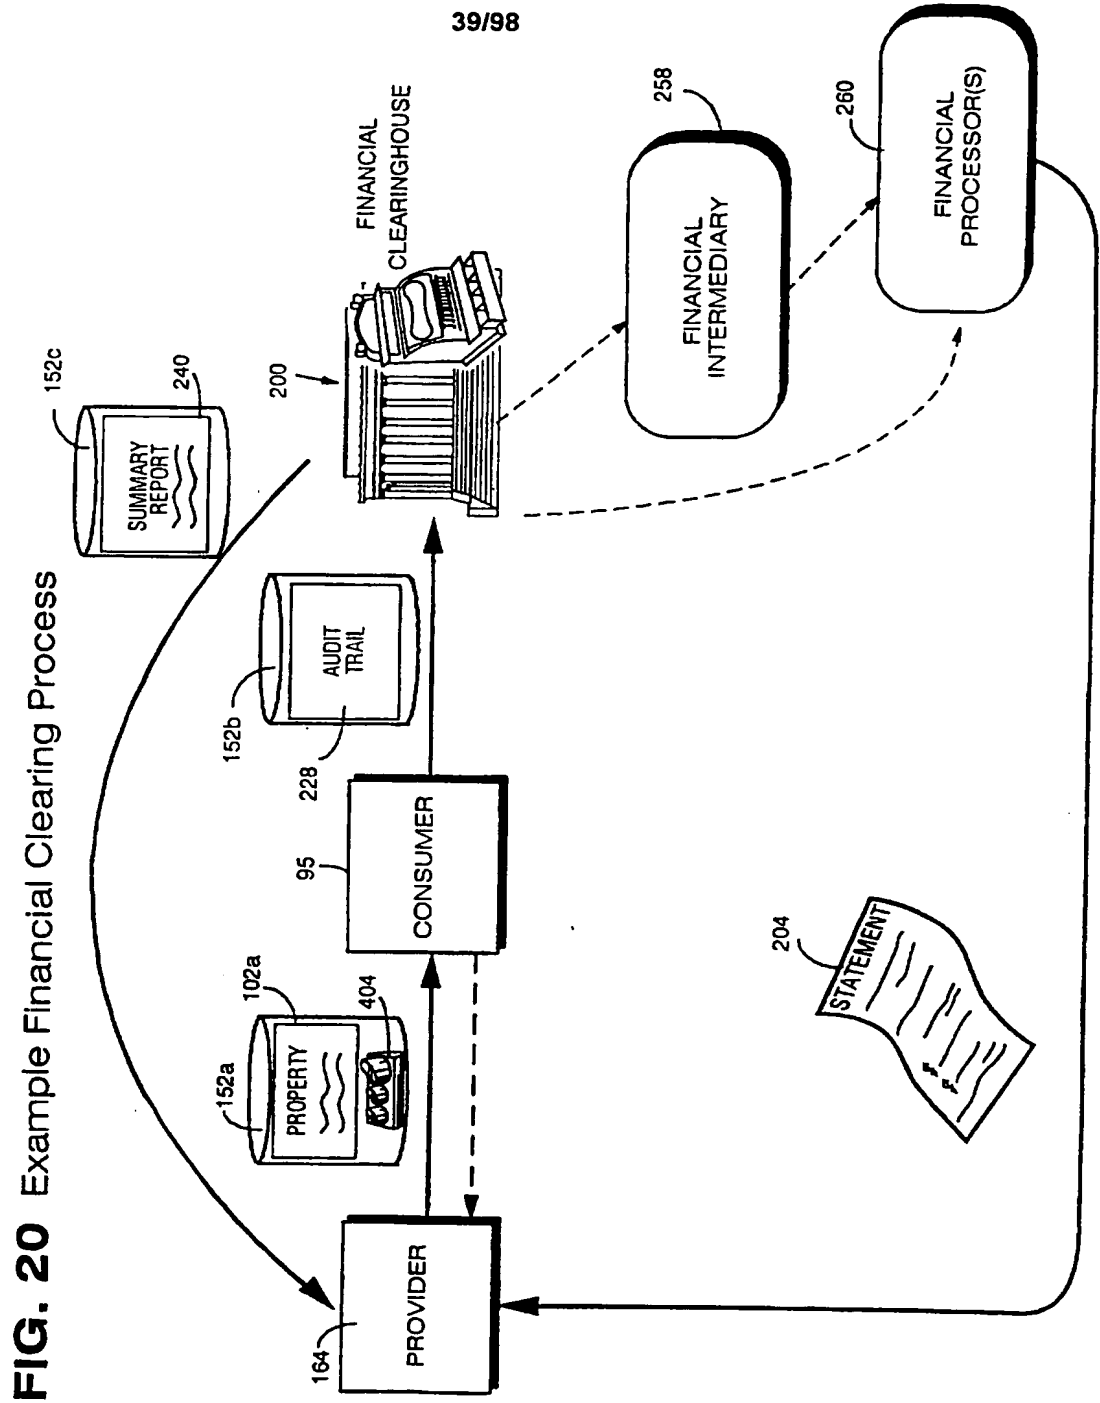 39/98
FIG. 20 Example Financial Clearing Process
152c
SUMMARY
REPORT
240
200
FINANCIAL
CLEARINGHOUSE
152b
AUDIT
TRAIL
228
152a
PROPERTY
102a
404
164
PROVIDER
95
CONSUMER
FINANCIAL
INTERMEDIARY
258
FINANCIAL
PROCESSOR(S)
260
204
STATEMENT